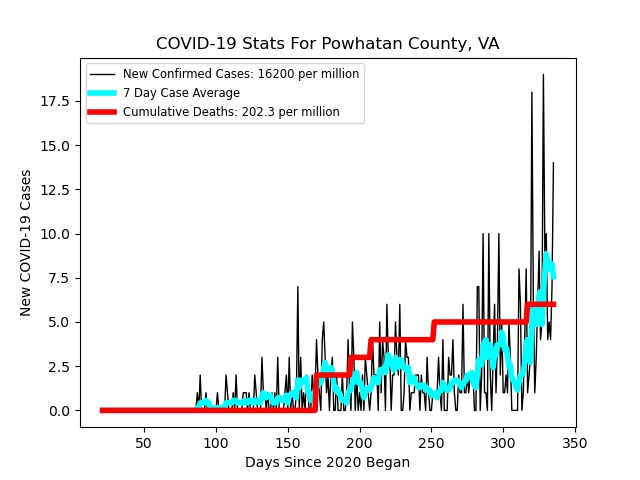 COVID-19 Stats For Powhatan County, VA
New Confirmed Cases: 16200 per million
7 Day Case Average
Cumulative Deaths: 202.3 per million
New COVID-19 Cases
17.5
15.0
12.5
10.0
7.5
5.0
2.5
0.0
50 100 150 200 250 300 350
Days Since 2020 Began